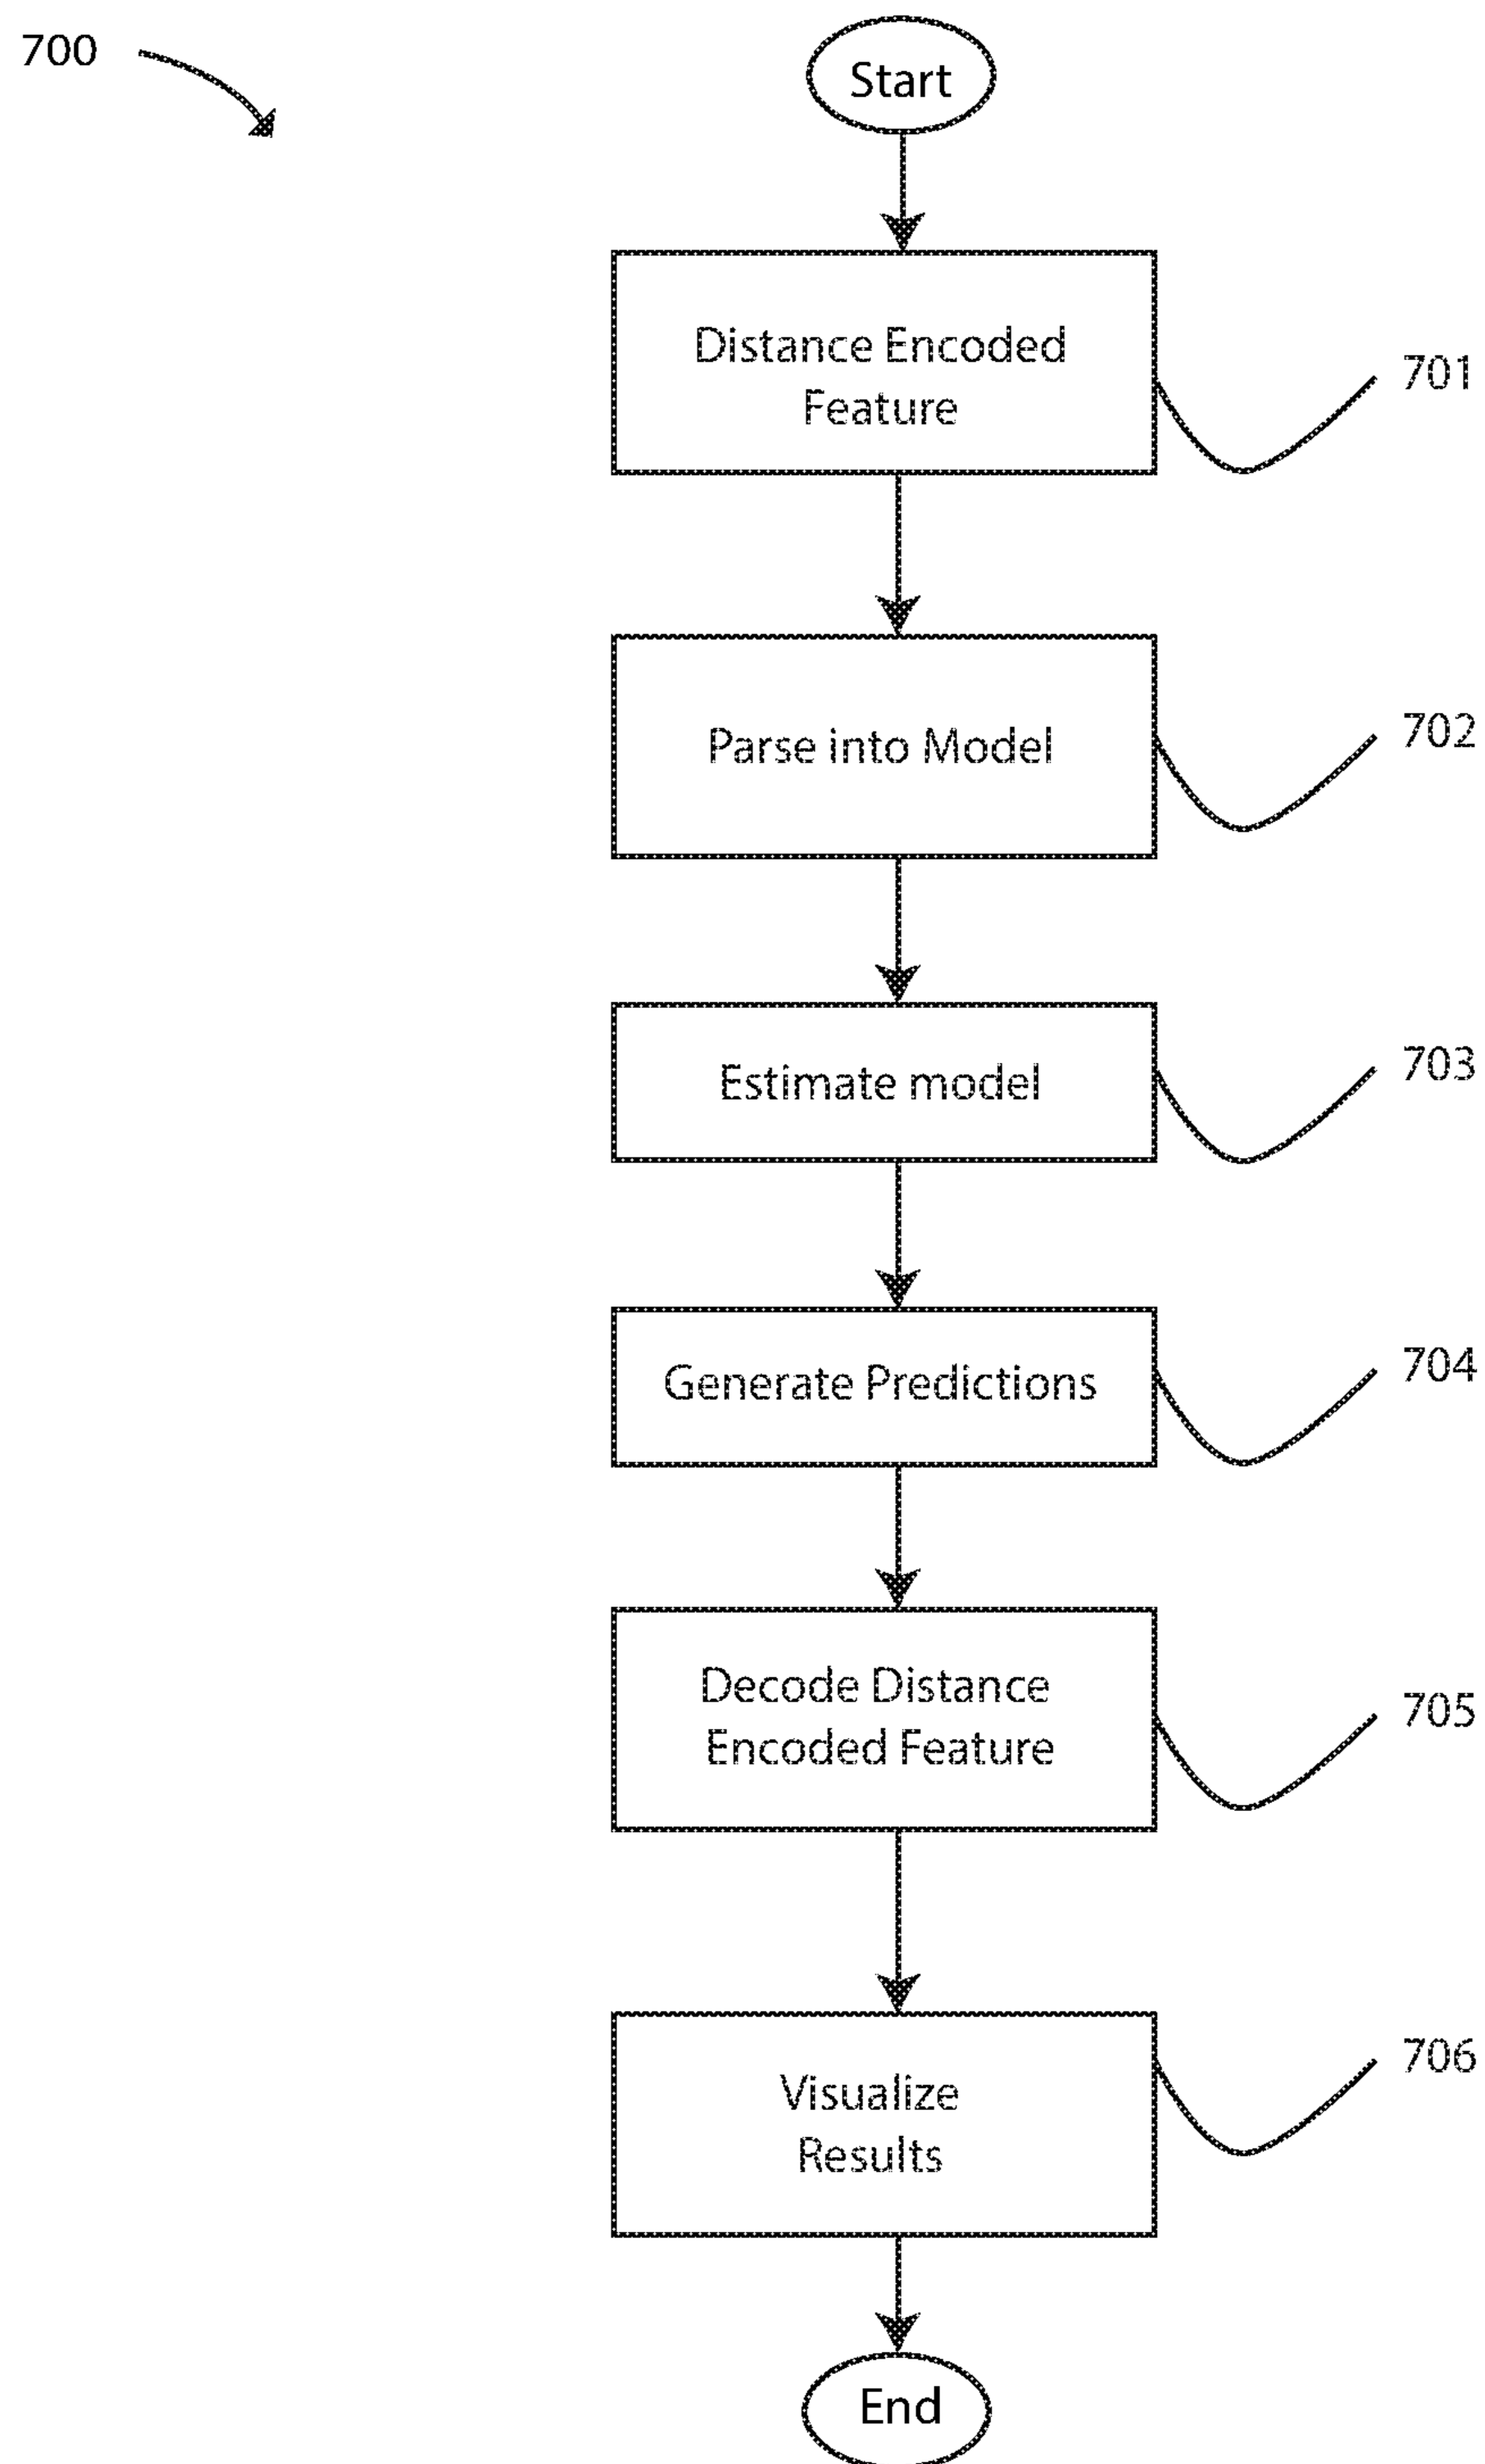 700
Start
Distance Encoded
Feature
701
Parse into Model
702
Estimate model
703
Generate Predictions
704
Decode Distance
Encoded Feature
705
Visualize
Results
706
End